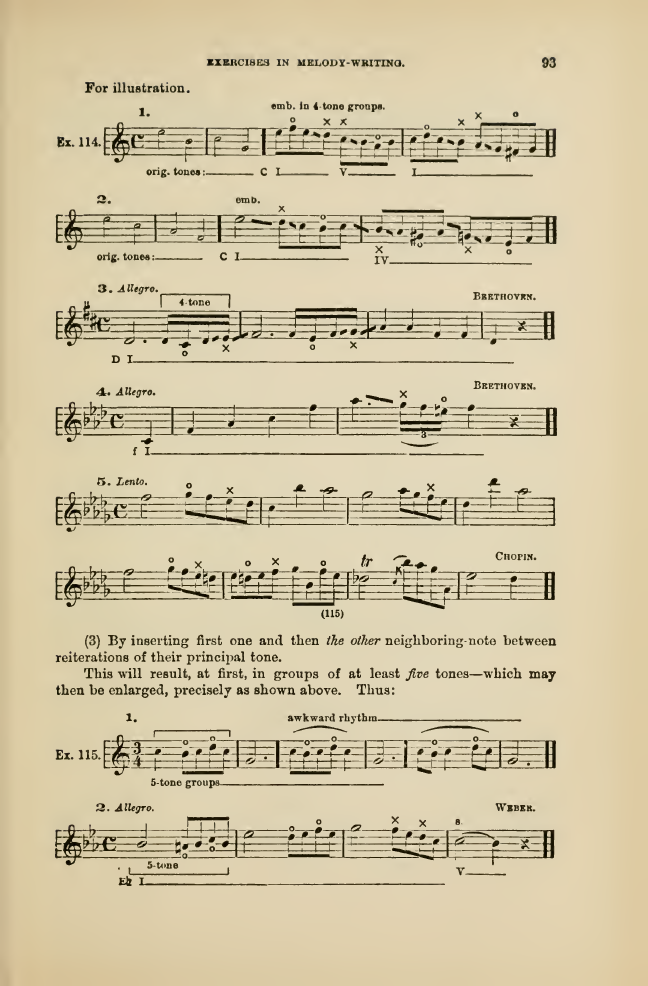 EXERCISES IN MELODY-WRITING. 93
For illustration.
emb. in 4-tone groups.
1.
Ex. 114.
orig. tones: C I V I
2. emb.
orig. tones: C I IV
3. Allegro. BEETHOVEN.
4-tone
D I
4. Allegro. BEETHOVEN.
3
f I
5. Lento.
tr CHOPIN.
(115)
(3) By inserting first one and then the other neighboring-note between
reiterations of their principal tone.
This will result, at first, in groups of at least five tones—which may
then be enlarged, precisely as shown above. Thus:
1. awkward rhythm
Ex. 115.
3
4
5-tone groups
2. Allegro. WEBER.
8
5-tone
V
E♭ I